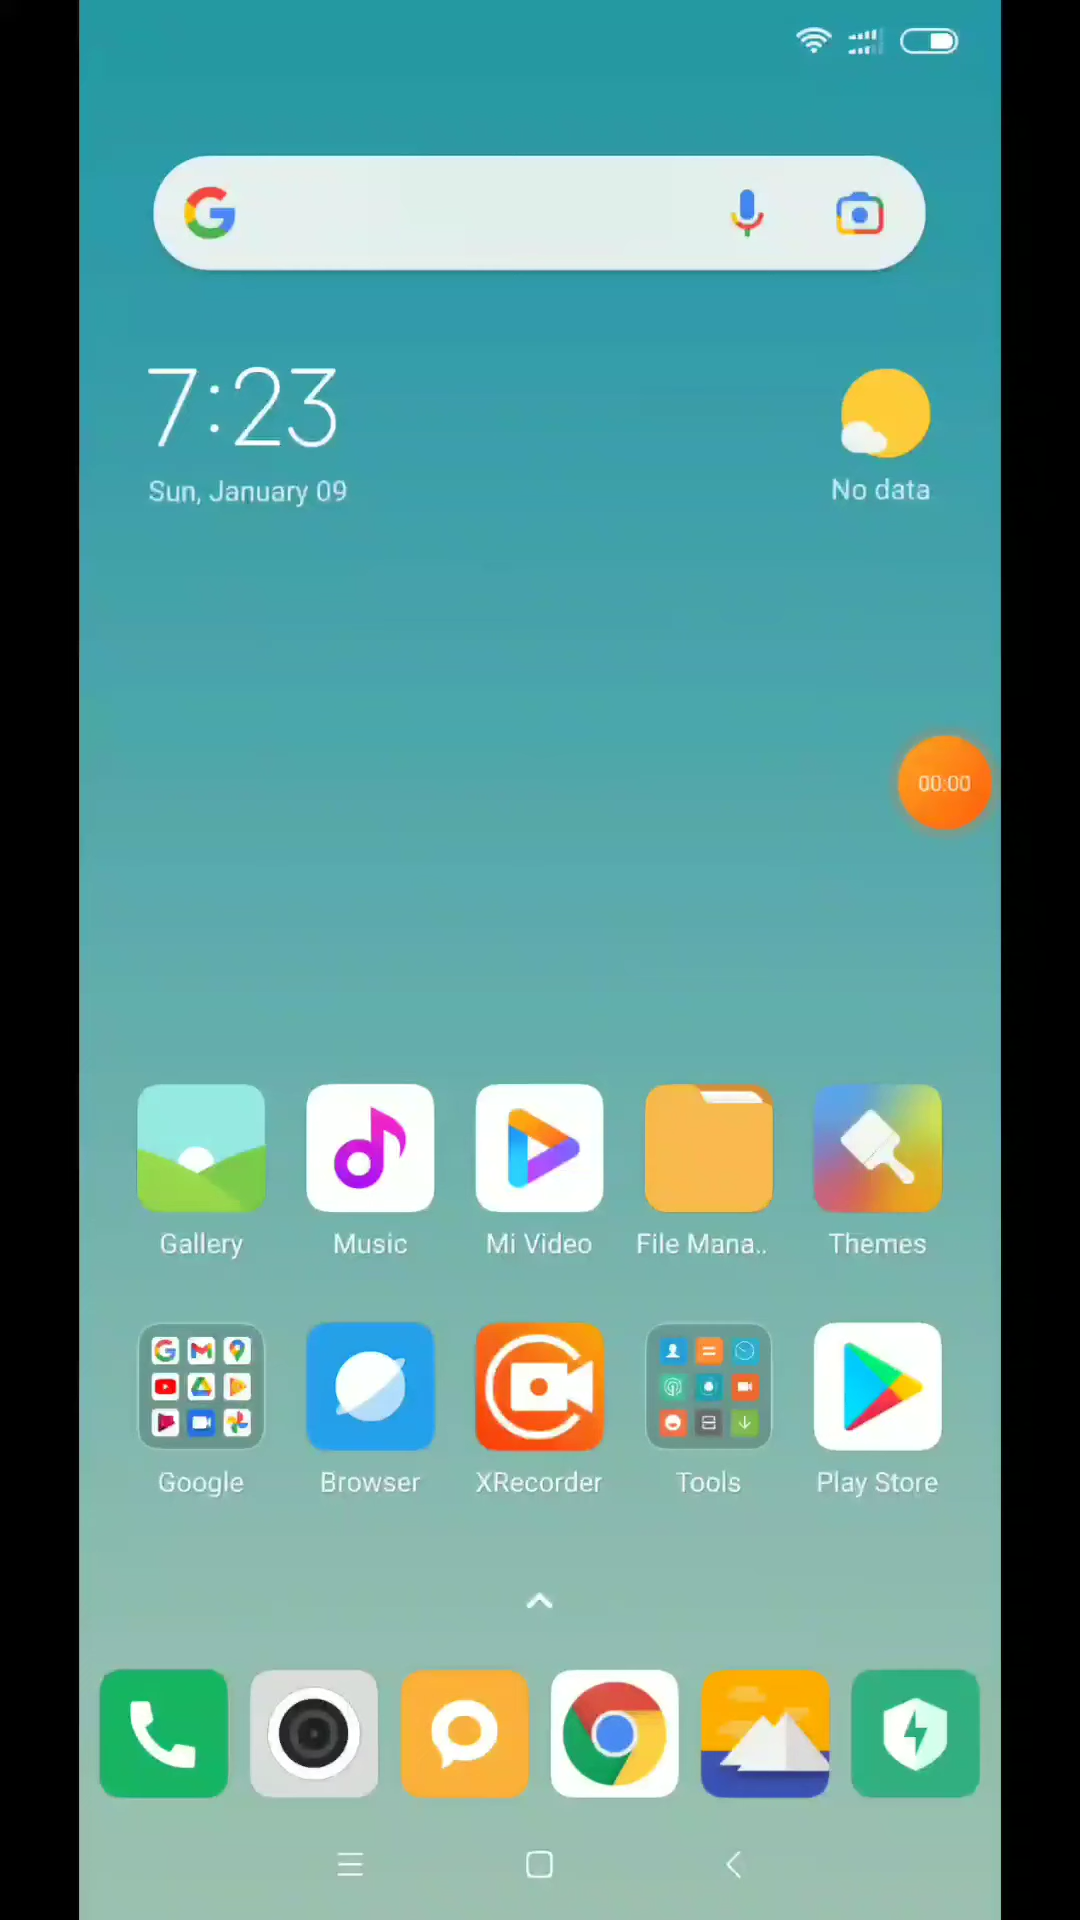 7:23
Sun, January 09
No data
00:00
Gallery
Music
Mi Video
File Mana..
Themes
Google
Browser
XRecorder
Tools
Play Store